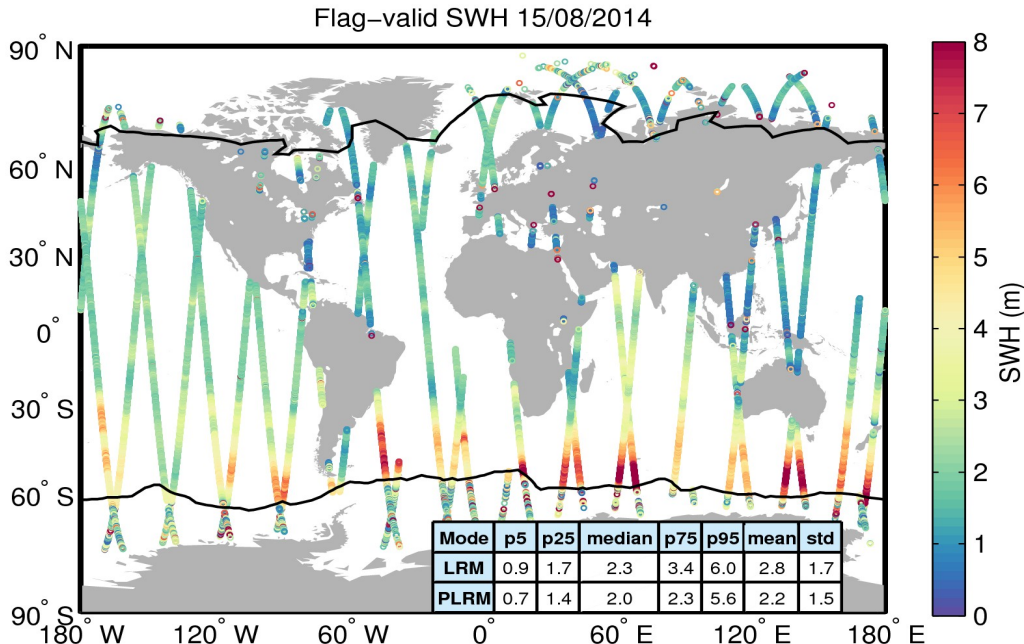 Flag−valid SWH 15/08/2014
90° N
60° N
30° N
0°
30° S
60° S
90° S
180° W 120° W 60° W 0° 60° E 120° E 180° E
8
7
6
5
4
3
2
1
0
SWH (m)
Mode p5 p25 median p75 p95 mean std
LRM 0.9 1.7 2.3 3.4 6.0 2.8 1.7
PLRM 0.7 1.4 2.0 2.3 5.6 2.2 1.5